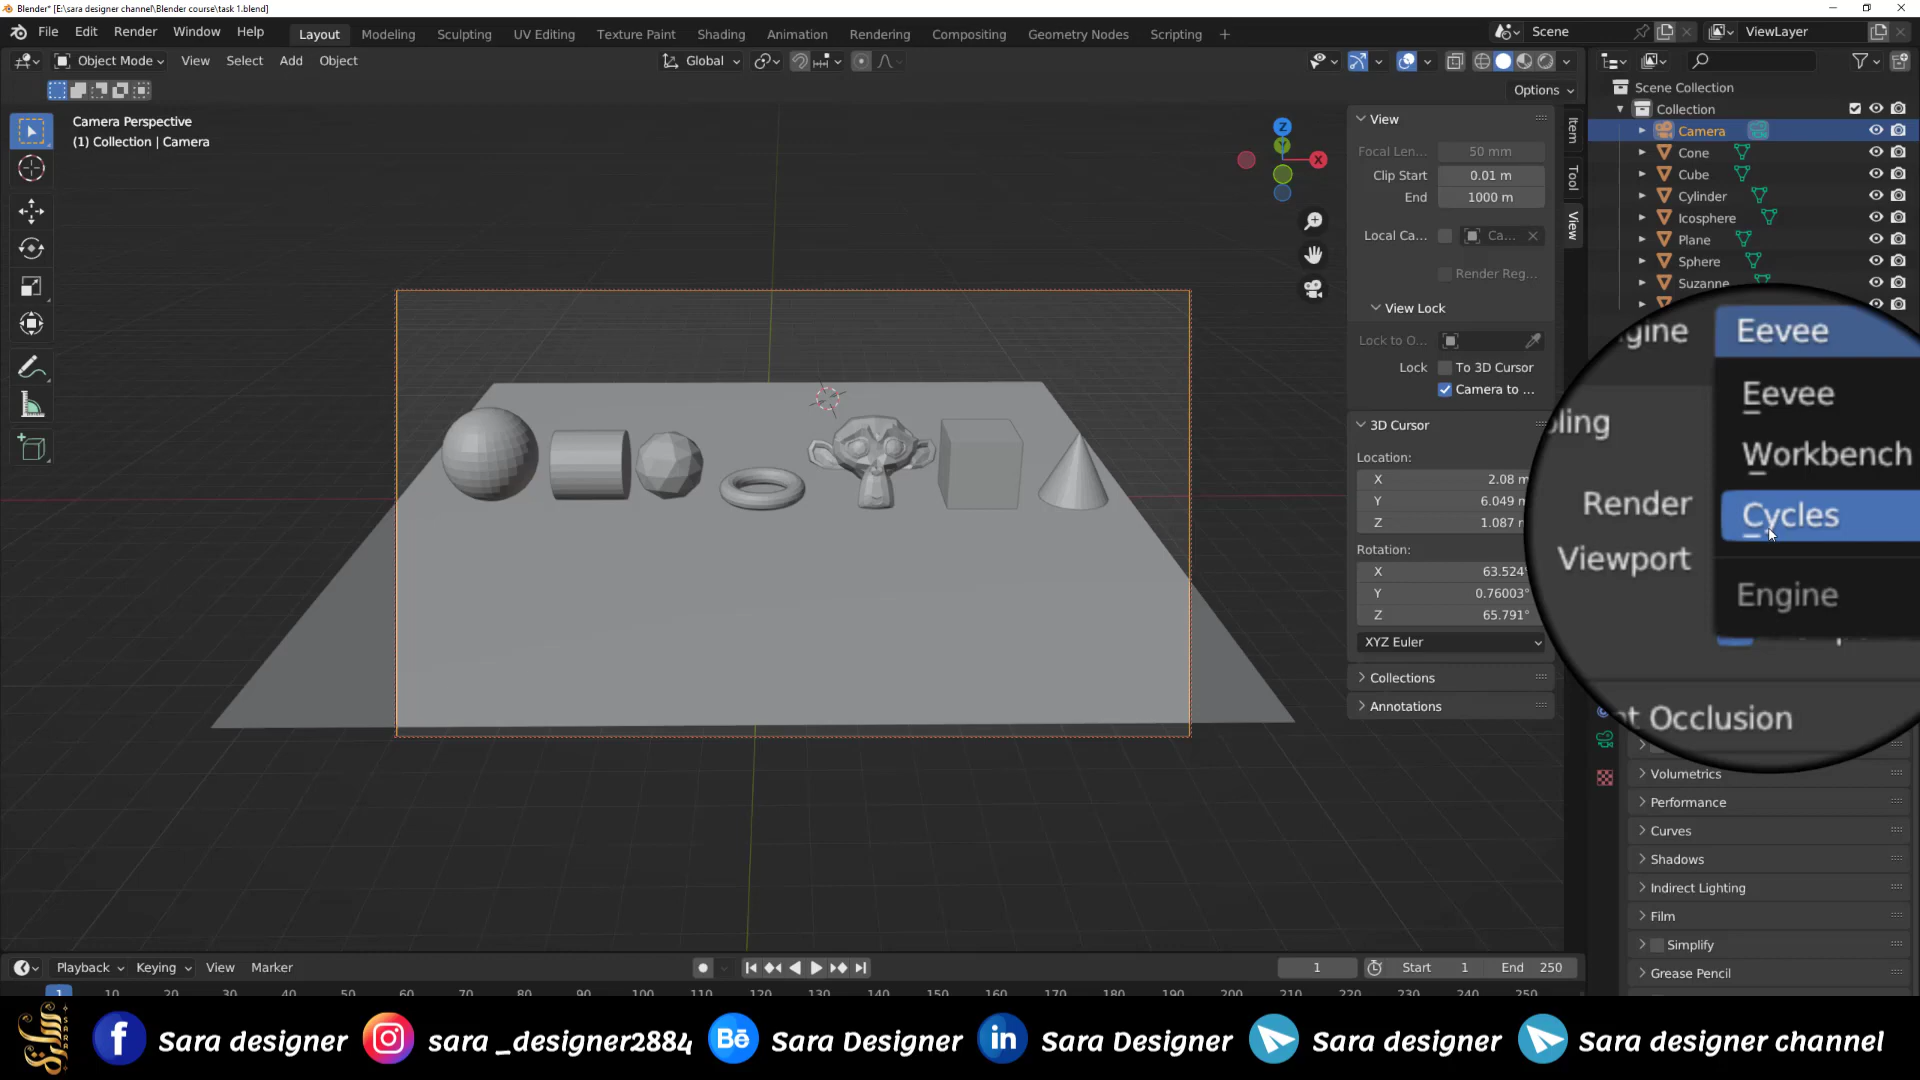 Blender* [E:\sara designer channel\Blender course\task 1.blend]
File Edit Render Window Help
Layout Modeling Sculpting UV Editing Texture Paint Shading Animation Rendering Compositing Geometry Nodes Scripting
Scene ViewLayer
Object Mode View Select Add Object
Global
Options
Camera Perspective
(1) Collection | Camera
Z
Y
X
View
Focal Len... 50 mm
Clip Start 0.01 m
End 1000 m
Local Ca... Ca...
Render Reg...
View Lock
Lock to O...
Lock To 3D Cursor
Camera to ...
3D Cursor
Location:
X 2.08 m
Y 6.049 m
Z 1.087 m
Rotation:
X 63.524°
Y 0.76003°
Z 65.791°
XYZ Euler
Collections
Annotations
Item
Tool
View
Scene Collection
Collection
Camera
Cone
Cube
Cylinder
Icosphere
Plane
Sphere
Suzanne
gine Eevee
Eevee
Workbench
pling
Render Cycles
Viewport
Engine
nt Occlusion
Volumetrics
Performance
Curves
Shadows
Indirect Lighting
Film
Simplify
Grease Pencil
Playback Keying View Marker
1 Start 1 End 250
1 10 20 30 40 50 60 70 80 90 100 110 120 130 140 150 160 170 180 190 200 210 220 230 240 250
Sara designer sara _designer2884 Bē Sara Designer in Sara Designer Sara designer Sara designer channel